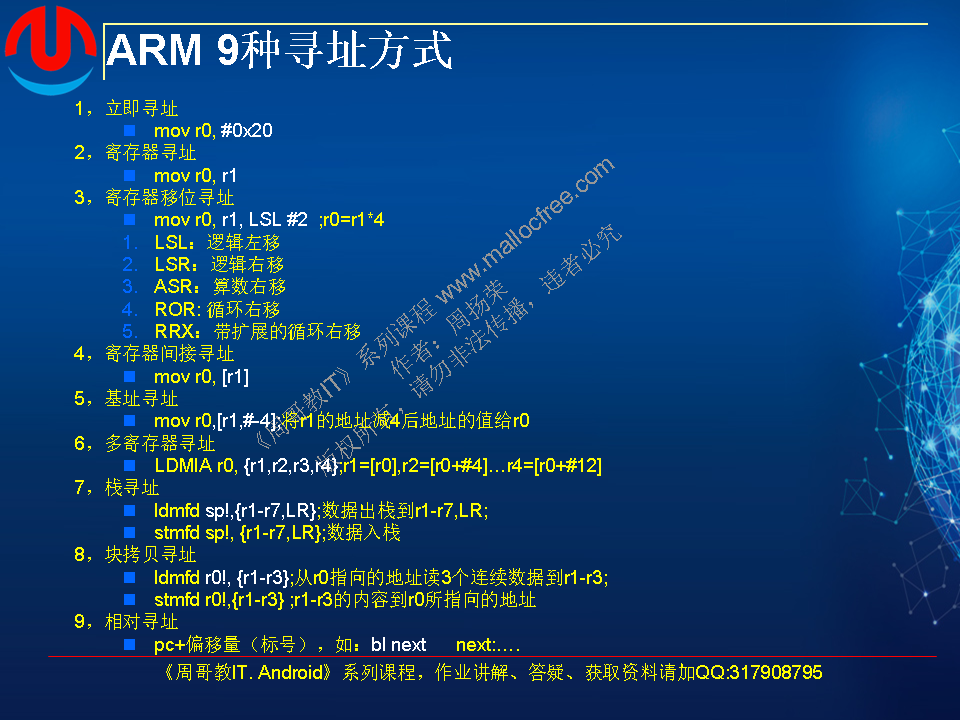 ARM 9种寻址方式
1，立即寻址
mov r0, #0x20
2，寄存器寻址
mov r0, r1
3，寄存器移位寻址
mov r0, r1, LSL #2 ;r0=r1*4
1. LSL：逻辑左移
2. LSR：逻辑右移
3. ASR：算数右移
4. ROR: 循环右移
5. RRX：带扩展的循环右移
4，寄存器间接寻址
mov r0, [r1]
5，基址寻址
mov r0,[r1,#-4];将r1的地址减4后地址的值给r0
6，多寄存器寻址
LDMIA r0, {r1,r2,r3,r4};r1=[r0],r2=[r0+#4]…r4=[r0+#12]
7，栈寻址
ldmfd sp!,{r1-r7,LR};数据出栈到r1-r7,LR;
stmfd sp!, {r1-r7,LR};数据入栈
8，块拷贝寻址
ldmfd r0!, {r1-r3};从r0指向的地址读3个连续数据到r1-r3;
stmfd r0!,{r1-r3} ;r1-r3的内容到r0所指向的地址
9，相对寻址
pc+偏移量（标号），如：bl next next:….
《周哥教IT. Android》系列课程，作业讲解、答疑、获取资料请加QQ:317908795
《周哥教IT》系列课程 www.mallocfree.com
作者：周扬荣
版权所有，请勿非法传播，违者必究